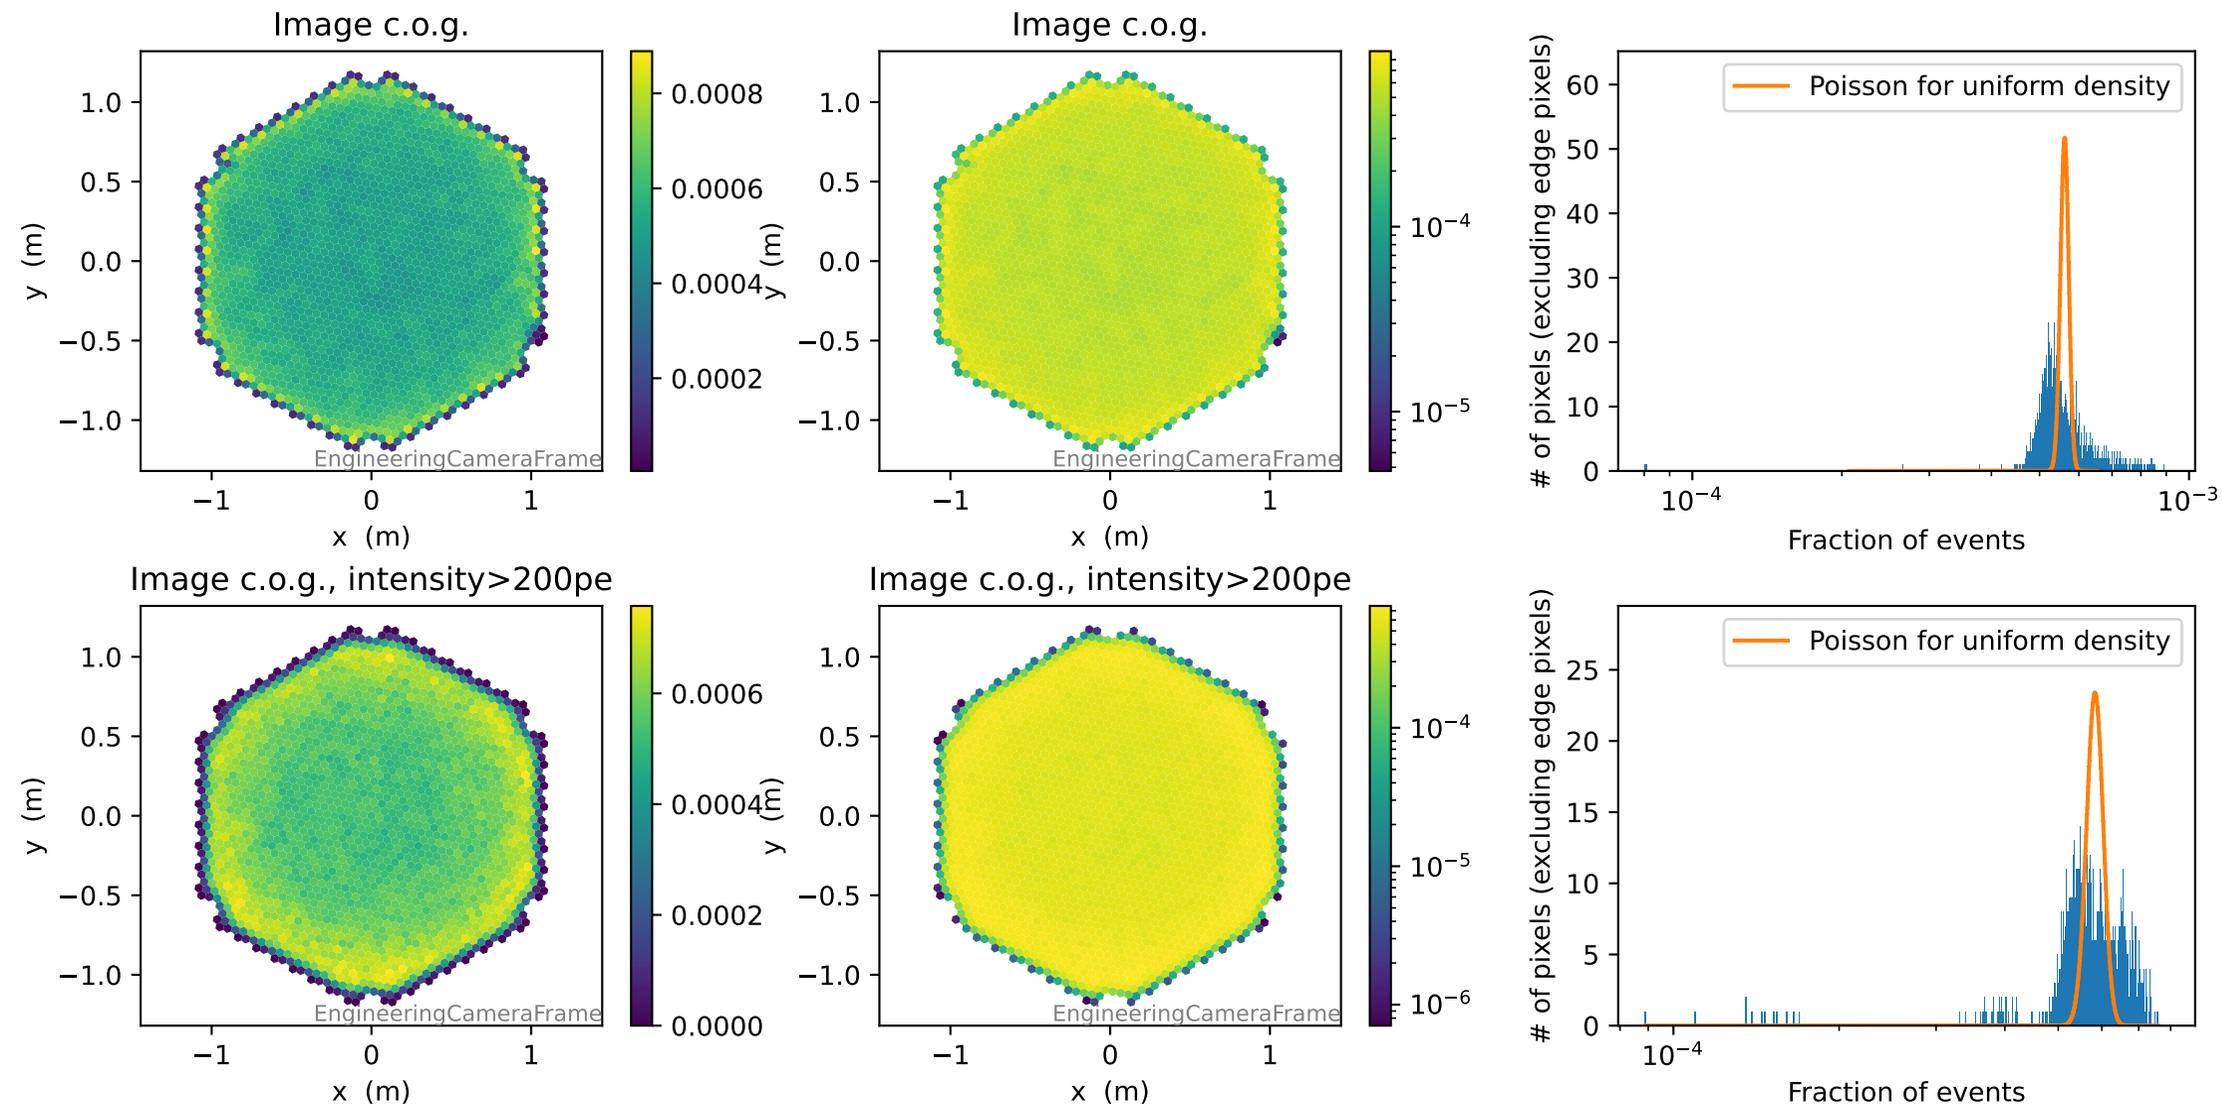 Image c.o.g.
1.0
0.5
0.0
−0.5
−1.0
y (m)
EngineeringCameraFrame
−1
0
1
x (m)
0.0008
0.0006
0.0004
0.0002
Image c.o.g.
1.0
0.5
0.0
−0.5
−1.0
y (m)
EngineeringCameraFrame
−1
0
1
x (m)
10⁻⁴
10⁻⁵
# of pixels (excluding edge pixels)
60
50
40
30
20
10
0
Poisson for uniform density
10⁻⁴
10⁻³
Fraction of events
Image c.o.g., intensity>200pe
1.0
0.5
0.0
−0.5
−1.0
y (m)
EngineeringCameraFrame
−1
0
1
x (m)
0.0006
0.0004
0.0002
0.0000
Image c.o.g., intensity>200pe
1.0
0.5
0.0
−0.5
−1.0
y (m)
EngineeringCameraFrame
−1
0
1
x (m)
10⁻⁴
10⁻⁵
10⁻⁶
# of pixels (excluding edge pixels)
25
20
15
10
5
0
Poisson for uniform density
10⁻⁴
Fraction of events